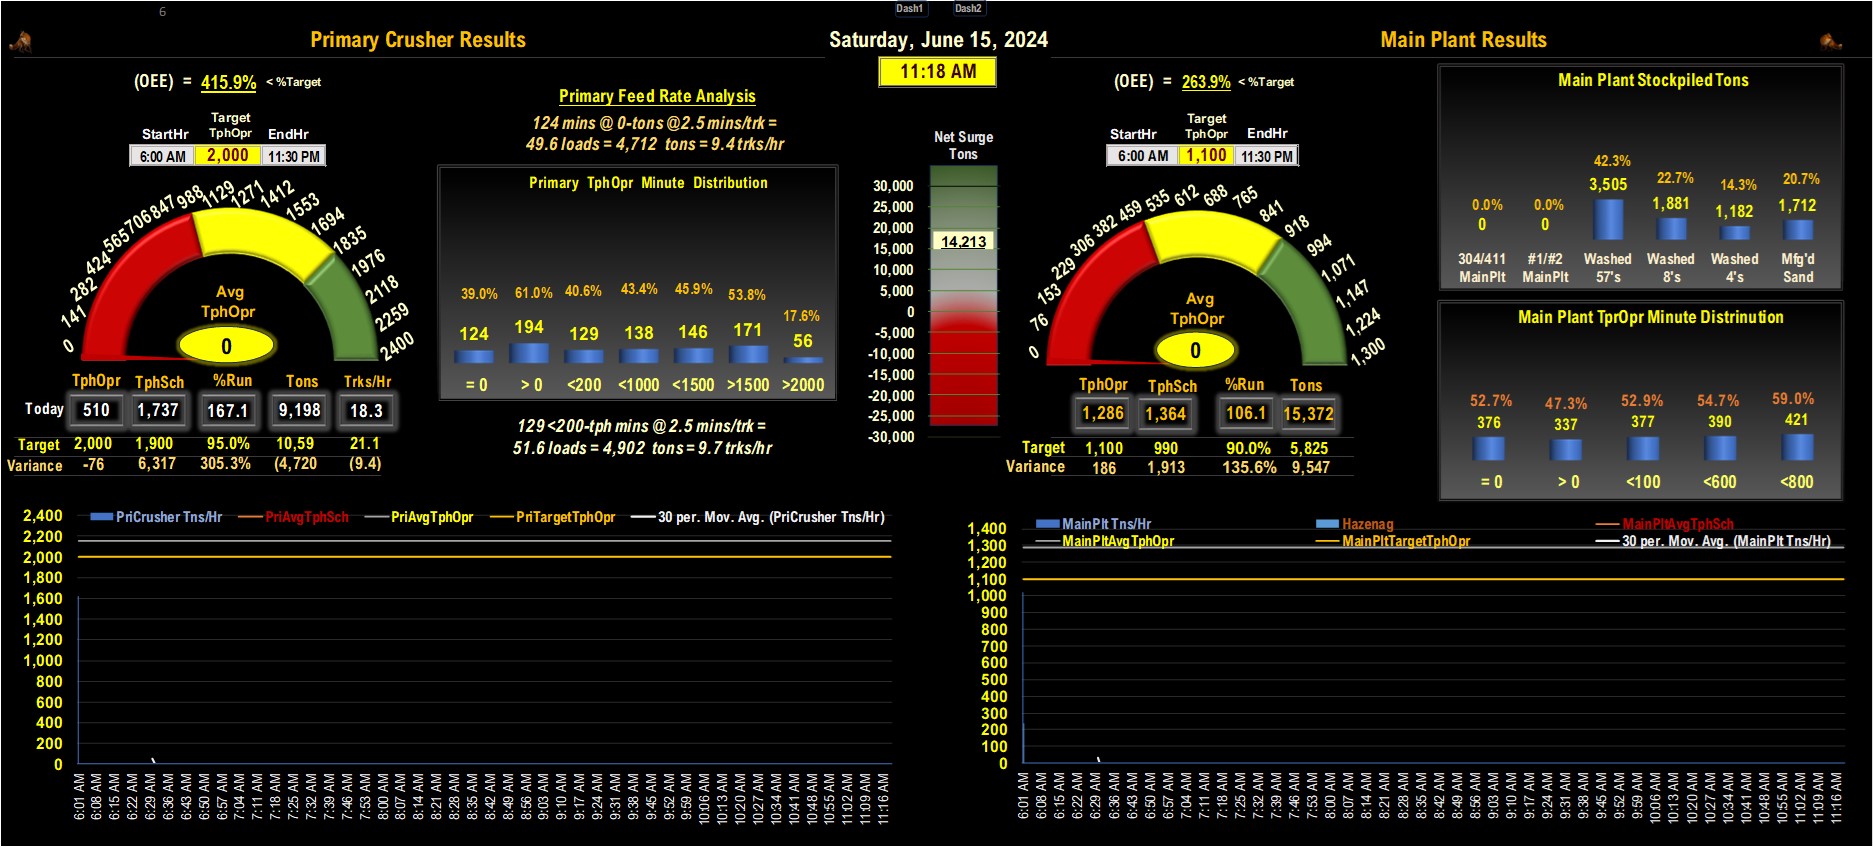 6
Dash1 Dash2
Primary Crusher Results
Saturday, June 15, 2024
Main Plant Results
11:18 AM
(OEE) = 415.9% < %Target
StartHr
Target
TphOpr
EndHr
6:00 AM 2,000 11:30 PM
0 141 282 424 565 706 847 988 1129 1271 1412 1553 1694 1835 1976 2118 2259 2400
Avg
TphOpr
0
TphOpr TphSch %Run Tons Trks/Hr
Today 510 1,737 167.1 9,198 18.3
Target 2,000 1,900 95.0% 10,59 21.1
Variance -76 6,317 305.3% (4,720 (9.4)
Primary Feed Rate Analysis
124 mins @ 0-tons @2.5 mins/trk =
49.6 loads = 4,712 tons = 9.4 trks/hr
Primary TphOpr Minute Distribution
39.0% 61.0% 40.6% 43.4% 45.9% 53.8% 17.6%
124 194 129 138 146 171 56
= 0 > 0 <200 <1000 <1500 >1500 >2000
129 <200-tph mins @ 2.5 mins/trk =
51.6 loads = 4,902 tons = 9.7 trks/hr
Net Surge
Tons
30,000
25,000
20,000
14,213
15,000
10,000
5,000
0
-5,000
-10,000
-15,000
-20,000
-25,000
-30,000
(OEE) = 263.9% < %Target
StartHr
Target
TphOpr
EndHr
6:00 AM 1,100 11:30 PM
0 76 153 229 306 382 459 535 612 688 765 841 918 994 1,071 1,147 1,224 1,300
Avg
TphOpr
0
TphOpr TphSch %Run Tons
1,286 1,364 106.1 15,372
Target 1,100 990 90.0% 5,825
Variance 186 1,913 135.6% 9,547
Main Plant Stockpiled Tons
0.0% 0.0% 42.3% 22.7% 14.3% 20.7%
0 0 3,505 1,881 1,182 1,712
304/411 #1/#2 Washed Washed Washed Mfg'd
MainPlt MainPlt 57's 8's 4's Sand
Main Plant TprOpr Minute Distrinution
52.7% 47.3% 52.9% 54.7% 59.0%
376 337 377 390 421
= 0 > 0 <100 <600 <800
PriCrusher Tns/Hr PriAvgTphSch PriAvgTphOpr PriTargetTphOpr 30 per. Mov. Avg. (PriCrusher Tns/Hr)
2,400
2,200
2,000
1,800
1,600
1,400
1,200
1,000
800
600
400
200
0
6:01 AM 6:08 AM 6:15 AM 6:22 AM 6:29 AM 6:36 AM 6:43 AM 6:50 AM 6:57 AM 7:04 AM 7:11 AM 7:18 AM 7:25 AM 7:32 AM 7:39 AM 7:46 AM 7:53 AM 8:00 AM 8:07 AM 8:14 AM 8:21 AM 8:28 AM 8:35 AM 8:42 AM 8:49 AM 8:56 AM 9:03 AM 9:10 AM 9:17 AM 9:24 AM 9:31 AM 9:38 AM 9:45 AM 9:52 AM 9:59 AM 10:06 AM 10:13 AM 10:20 AM 10:27 AM 10:34 AM 10:41 AM 10:48 AM 10:55 AM 11:02 AM 11:09 AM 11:16 AM
MainPlt Tns/Hr Hazenag MainPltAvgTphSch
MainPltAvgTphOpr MainPltTargetTphOpr 30 per. Mov. Avg. (MainPlt Tns/Hr)
1,400
1,300
1,200
1,100
1,000
900
800
700
600
500
400
300
200
100
0
6:01 AM 6:08 AM 6:15 AM 6:22 AM 6:29 AM 6:36 AM 6:43 AM 6:50 AM 6:57 AM 7:04 AM 7:11 AM 7:18 AM 7:25 AM 7:32 AM 7:39 AM 7:46 AM 7:53 AM 8:00 AM 8:07 AM 8:14 AM 8:21 AM 8:28 AM 8:35 AM 8:42 AM 8:49 AM 8:56 AM 9:03 AM 9:10 AM 9:17 AM 9:24 AM 9:31 AM 9:38 AM 9:45 AM 9:52 AM 9:59 AM 10:06 AM 10:13 AM 10:20 AM 10:27 AM 10:34 AM 10:41 AM 10:48 AM 10:55 AM 11:02 AM 11:09 AM 11:16 AM